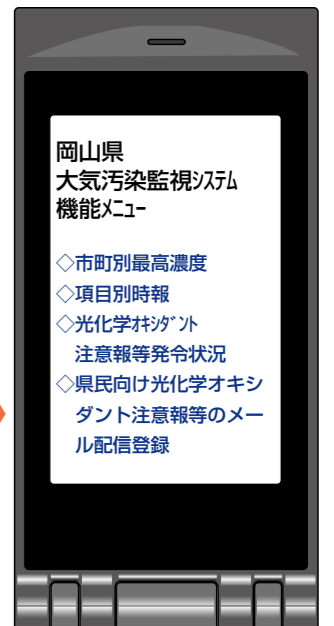 岡山県
大気汚染監視ｼｽﾃﾑ
機能ﾒﾆｭｰ
◇市町別最高濃度
◇項目別時報
◇光化学ｵｷｼﾀﾞﾝﾄ
注意報等発令状況
◇県民向け光化学オキシ
ダント注意報等のメー
ル配信登録